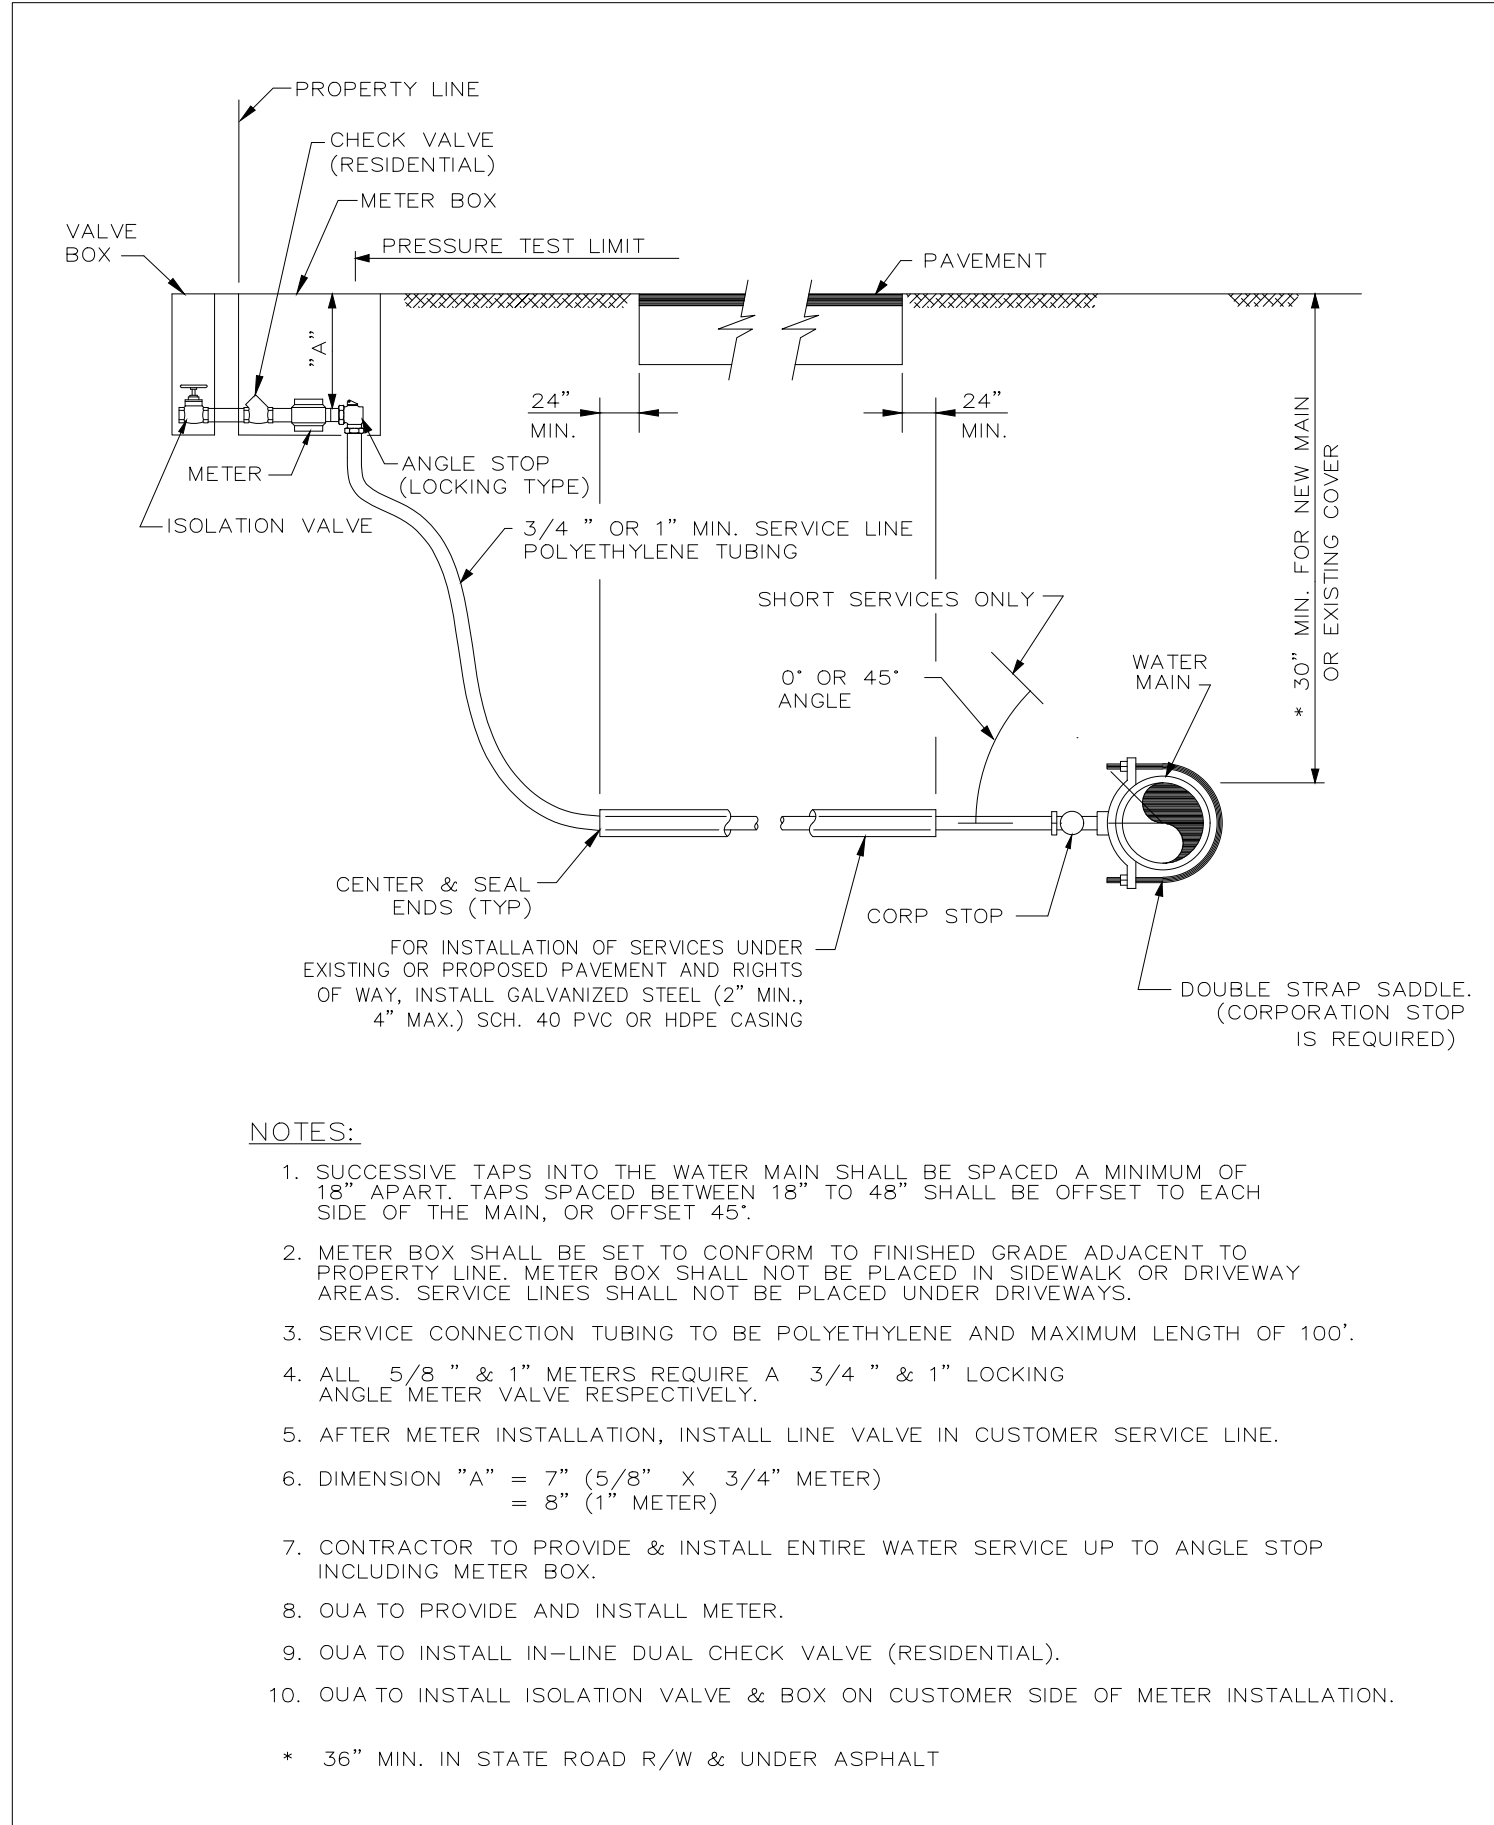 PROPERTY LINE
CHECK VALVE
(RESIDENTIAL)
METER BOX
VALVE
BOX
PRESSURE TEST LIMIT
PAVEMENT
"A"
24"
MIN.
24"
MIN.
METER
ANGLE STOP
(LOCKING TYPE)
ISOLATION VALVE
3/4 " OR 1" MIN. SERVICE LINE
POLYETHYLENE TUBING
* 30" MIN. FOR NEW MAIN
OR EXISTING COVER
SHORT SERVICES ONLY
0° OR 45°
ANGLE
WATER
MAIN
CENTER & SEAL
ENDS (TYP)
CORP STOP
FOR INSTALLATION OF SERVICES UNDER
EXISTING OR PROPOSED PAVEMENT AND RIGHTS
OF WAY, INSTALL GALVANIZED STEEL (2" MIN.,
4" MAX.) SCH. 40 PVC OR HDPE CASING
DOUBLE STRAP SADDLE.
(CORPORATION STOP
IS REQUIRED)
NOTES:
1. SUCCESSIVE TAPS INTO THE WATER MAIN SHALL BE SPACED A MINIMUM OF
18" APART. TAPS SPACED BETWEEN 18" TO 48" SHALL BE OFFSET TO EACH
SIDE OF THE MAIN, OR OFFSET 45°.
2. METER BOX SHALL BE SET TO CONFORM TO FINISHED GRADE ADJACENT TO
PROPERTY LINE. METER BOX SHALL NOT BE PLACED IN SIDEWALK OR DRIVEWAY
AREAS. SERVICE LINES SHALL NOT BE PLACED UNDER DRIVEWAYS.
3. SERVICE CONNECTION TUBING TO BE POLYETHYLENE AND MAXIMUM LENGTH OF 100'.
4. ALL 5/8 " & 1" METERS REQUIRE A 3/4 " & 1" LOCKING
ANGLE METER VALVE RESPECTIVELY.
5. AFTER METER INSTALLATION, INSTALL LINE VALVE IN CUSTOMER SERVICE LINE.
6. DIMENSION "A" = 7" (5/8" X 3/4" METER)
= 8" (1" METER)
7. CONTRACTOR TO PROVIDE & INSTALL ENTIRE WATER SERVICE UP TO ANGLE STOP
INCLUDING METER BOX.
8. OUA TO PROVIDE AND INSTALL METER.
9. OUA TO INSTALL IN-LINE DUAL CHECK VALVE (RESIDENTIAL).
10. OUA TO INSTALL ISOLATION VALVE & BOX ON CUSTOMER SIDE OF METER INSTALLATION.
* 36" MIN. IN STATE ROAD R/W & UNDER ASPHALT